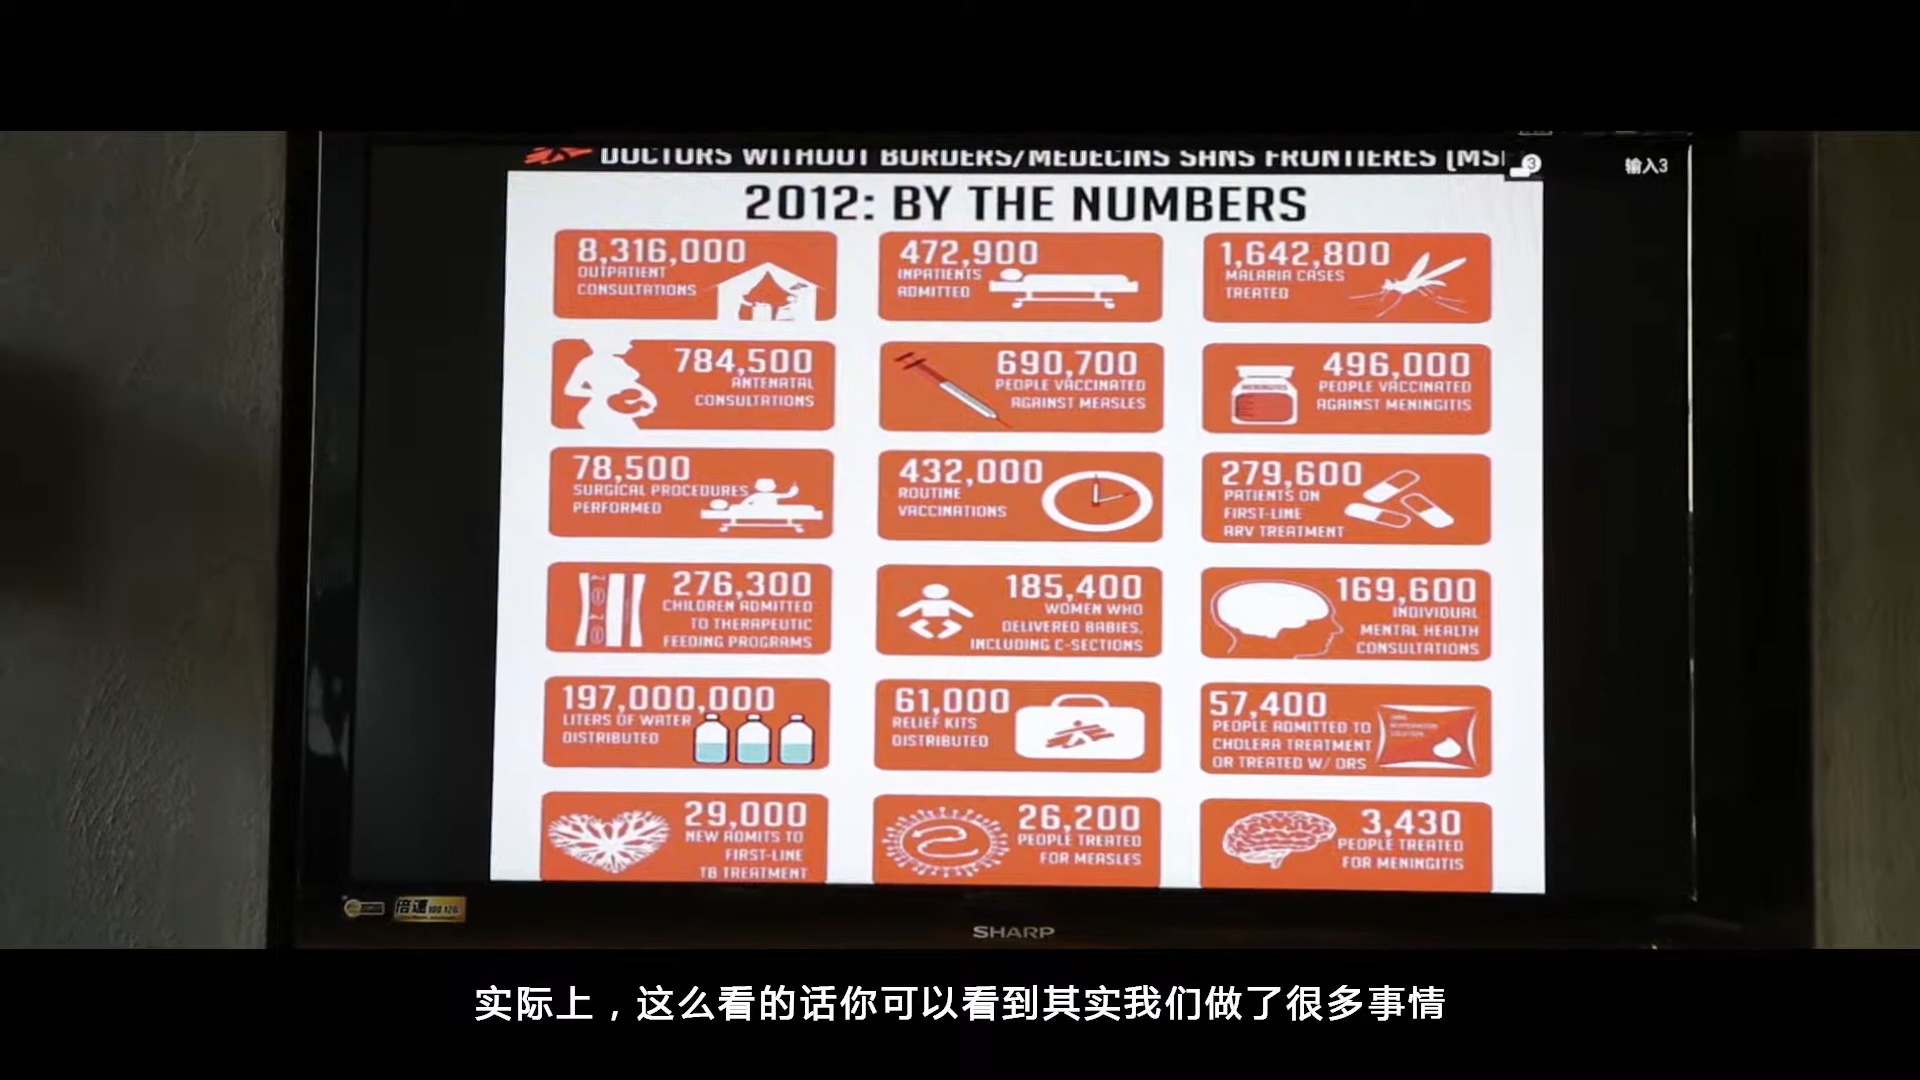 DOCTORS WITHOUT BORDERS/MEDECINS SANS FRONTIERES (MSF
3
输入3
2012: BY THE NUMBERS
8,316,000
OUTPATIENT
CONSULTATIONS
472,900
INPATIENTS
ADMITTED
1,642,800
MALARIA CASES
TREATED
784,500
ANTENATAL
CONSULTATIONS
690,700
PEOPLE VACCINATED
AGAINST MEASLES
MENINGITIS
496,000
PEOPLE VACCINATED
AGAINST MENINGITIS
78,500
SURGICAL PROCEDURES
PERFORMED
432,000
ROUTINE
VACCINATIONS
279,600
PATIENTS ON
FIRST-LINE
ARV TREATMENT
276,300
CHILDREN ADMITTED
TO THERAPEUTIC
FEEDING PROGRAMS
185,400
WOMEN WHO
DELIVERED BABIES,
INCLUDING C-SECTIONS
169,600
INDIVIDUAL
MENTAL HEALTH
CONSULTATIONS
197,000,000
LITERS OF WATER
DISTRIBUTED
61,000
RELIEF KITS
DISTRIBUTED
57,400
PEOPLE ADMITTED TO
CHOLERA TREATMENT
OR TREATED W/ ORS
29,000
NEW ADMITS TO
FIRST-LINE
TB TREATMENT
26,200
PEOPLE TREATED
FOR MEASLES
3,430
PEOPLE TREATED
FOR MENINGITIS
倍速
SHARP
实际上，这么看的话你可以看到其实我们做了很多事情